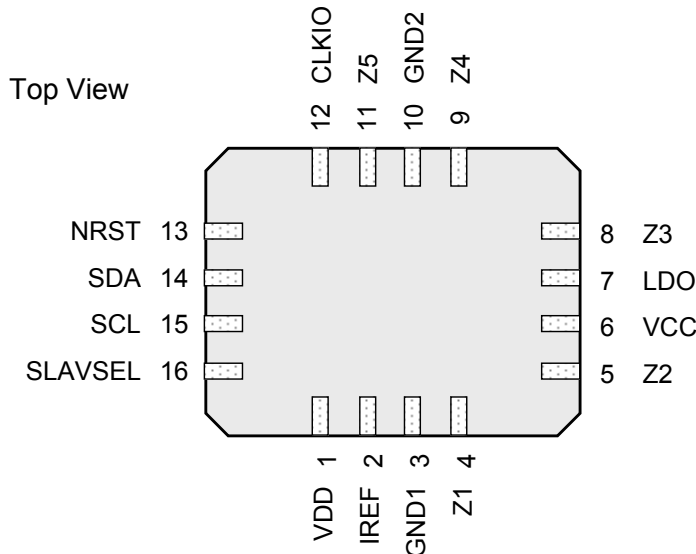 Top View
12 CLKIO
11 Z5
10 GND2
9 Z4
NRST 13
SDA 14
SCL 15
SLAVSEL 16
8 Z3
7 LDO
6 VCC
5 Z2
VDD 1
IREF 2
GND1 3
Z1 4